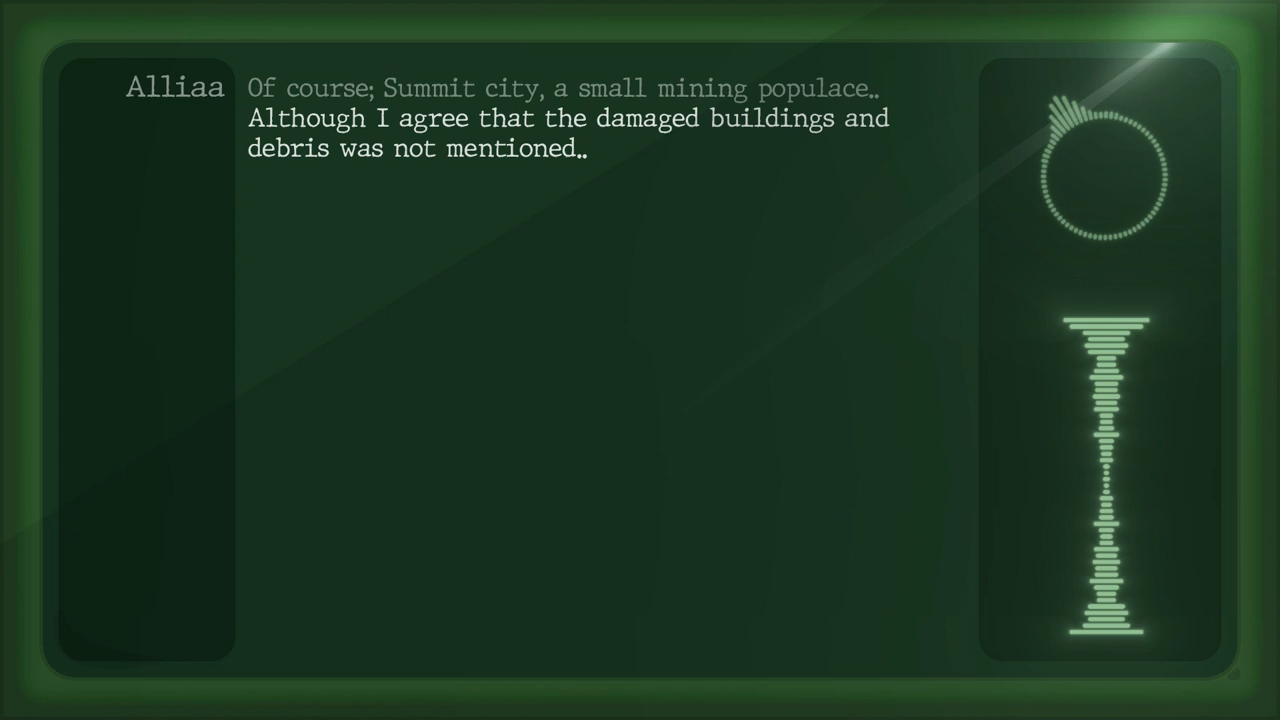 Alliaa Of course; Summit city, a small mining populace..
Although I agree that the damaged buildings and
debris was not mentioned..